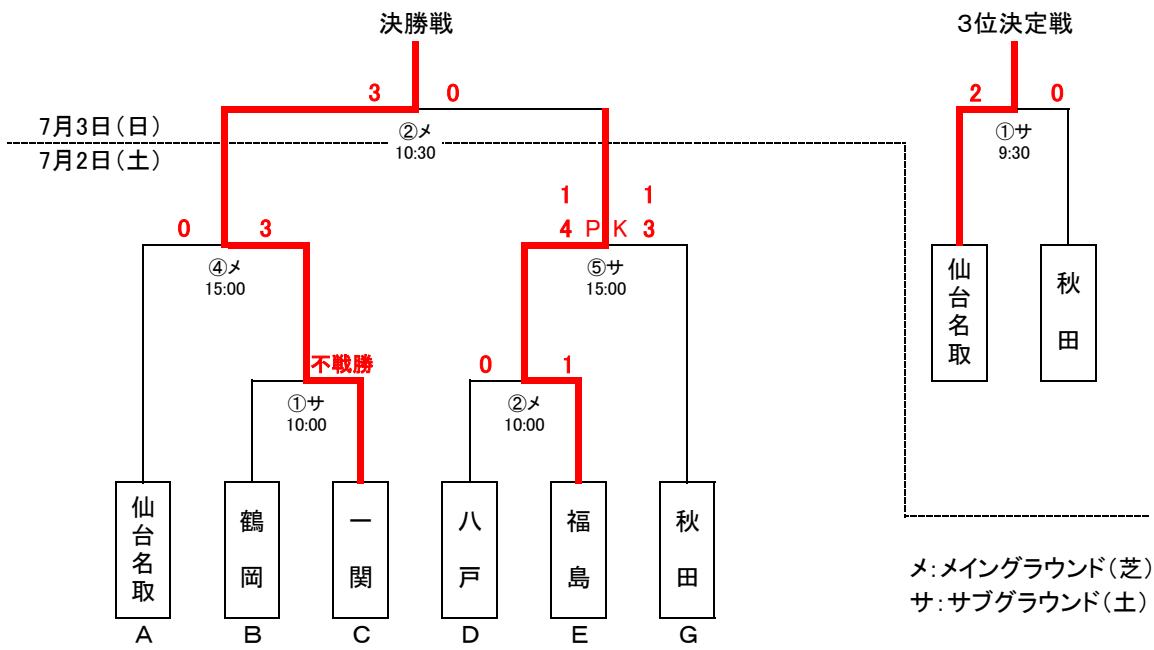 決勝戦
3位決定戦
3 0
2 0
7月3日(日)
②メ
10:30
①サ
9:30
7月2日(土)
1 1
0 3
4 PK 3
④メ
15:00
⑤サ
15:00
仙台名取
秋田
不戦勝
0 1
①サ
10:00
②メ
10:00
仙台名取
鶴岡
一関
八戸
福島
秋田
A B C D E G
メ:メイングラウンド(芝)
サ:サブグラウンド(土)